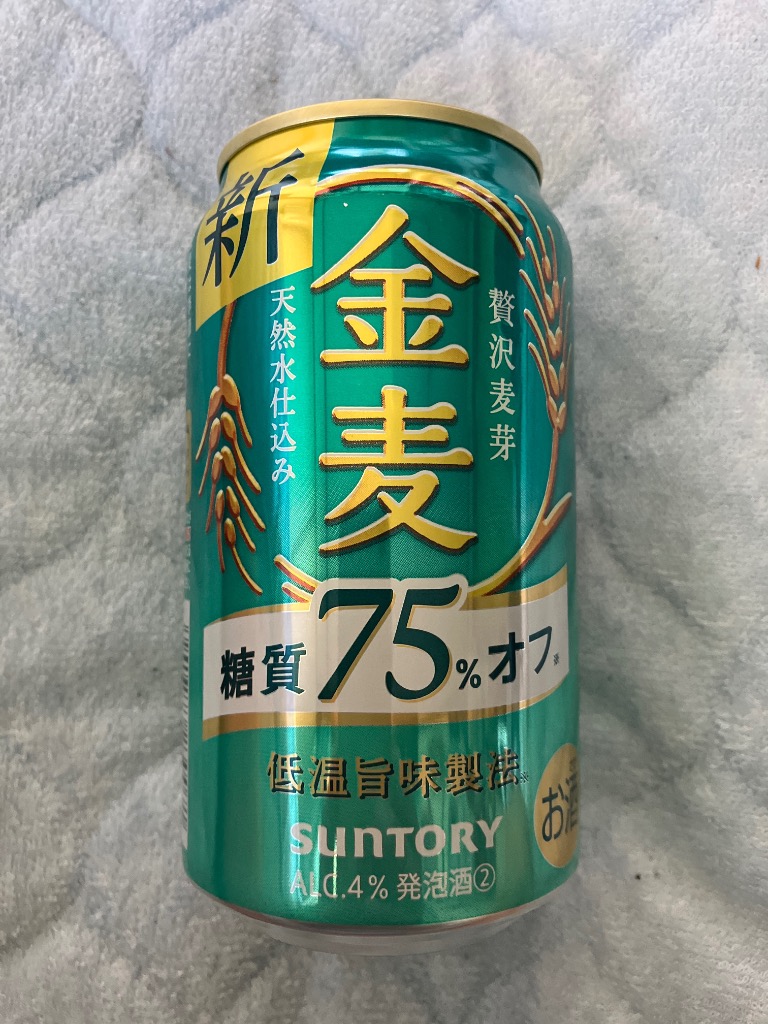 新
金麦
贅沢麦芽
天然水仕込み
糖質75%オフ※
低温旨味製法※
SUNTORY
ALC.4% 発泡酒②
お酒